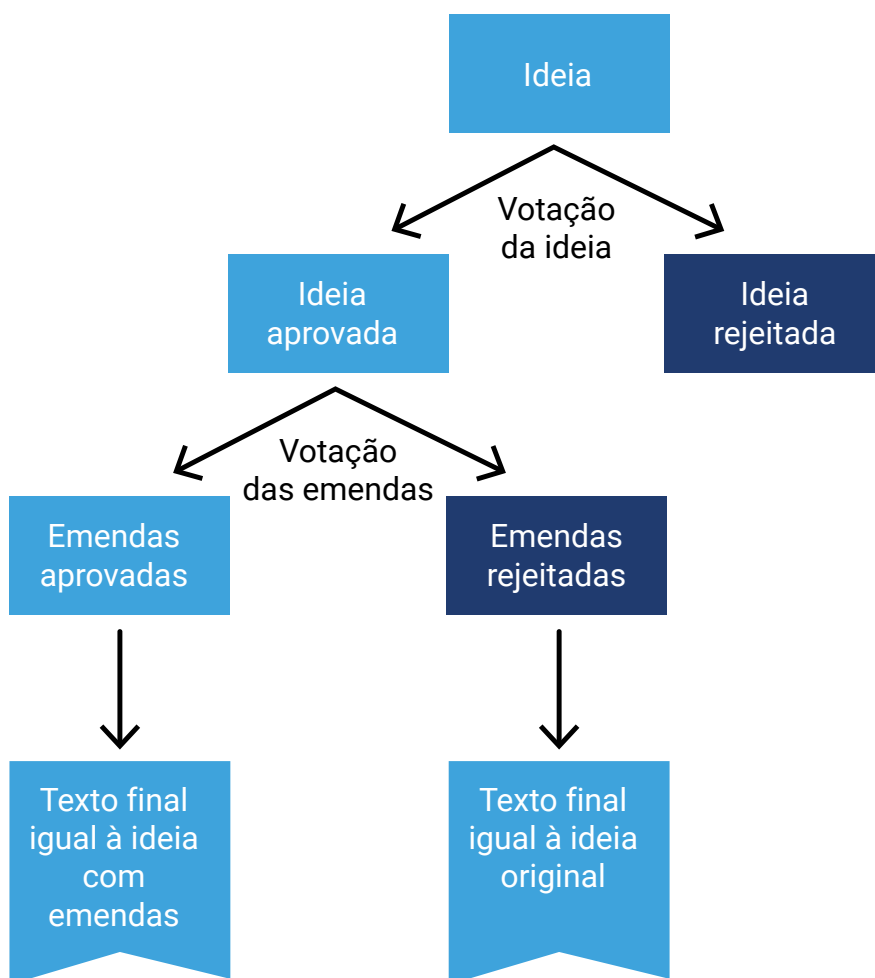 Ideia
Votação
da ideia
Ideia
aprovada
Ideia
rejeitada
Votação
das emendas
Emendas
aprovadas
Emendas
rejeitadas
Texto final
igual à ideia
com
emendas
Texto final
igual à ideia
original